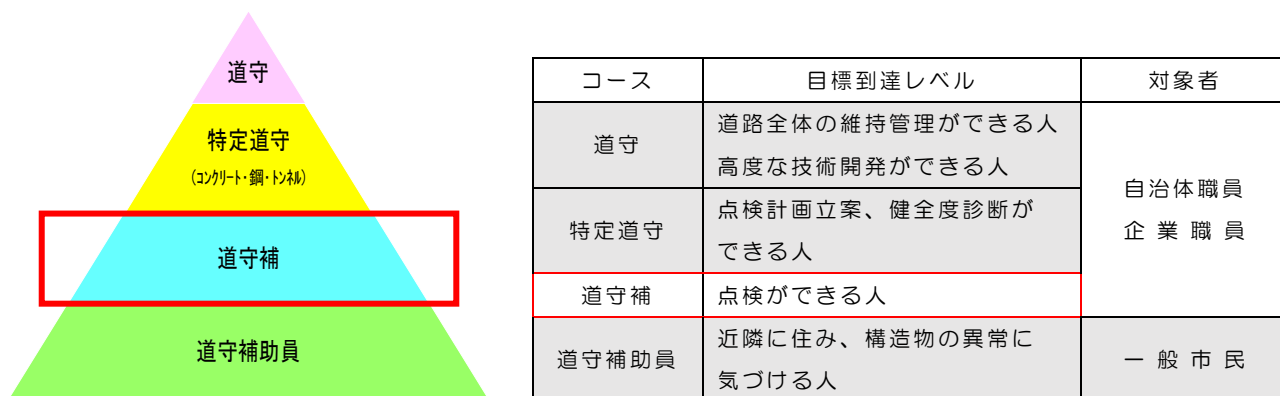 道守
特定道守
(コンクリート・鋼・トンネル)
道守補
道守補助員
コース 目標到達レベル 対象者
道守 道路全体の維持管理ができる人
高度な技術開発ができる人
特定道守 点検計画立案、健全度診断が
できる人
自治体職員
企業職員
道守補 点検ができる人
道守補助員 近隣に住み、構造物の異常に
気づける人
一般市民